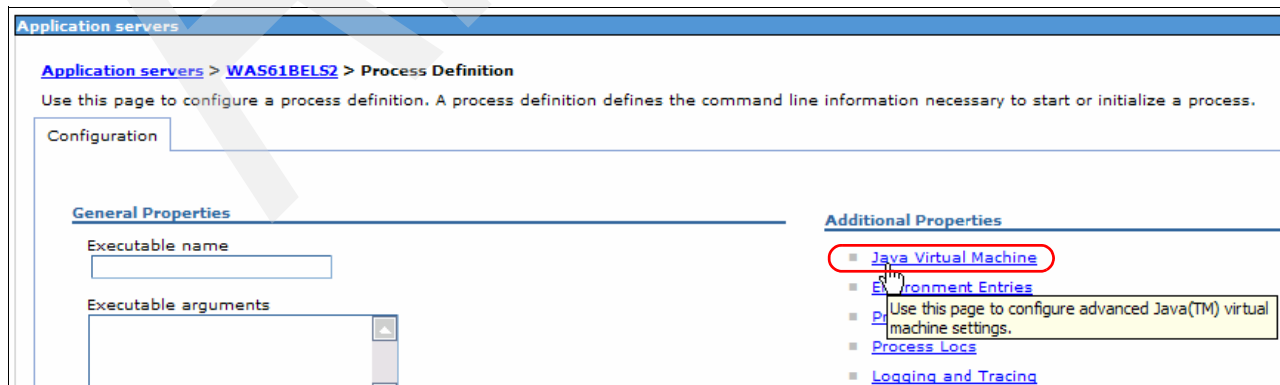 Application servers
Application servers > WAS61BELS2 > Process Definition
Use this page to configure a process definition. A process definition defines the command line information necessary to start or initialize a process.
Configuration
General Properties
Executable name
Executable arguments
Additional Properties
Java Virtual Machine
Environment Entries
Use this page to configure advanced Java(TM) virtual
machine settings.
Process Locs
Logging and Tracing